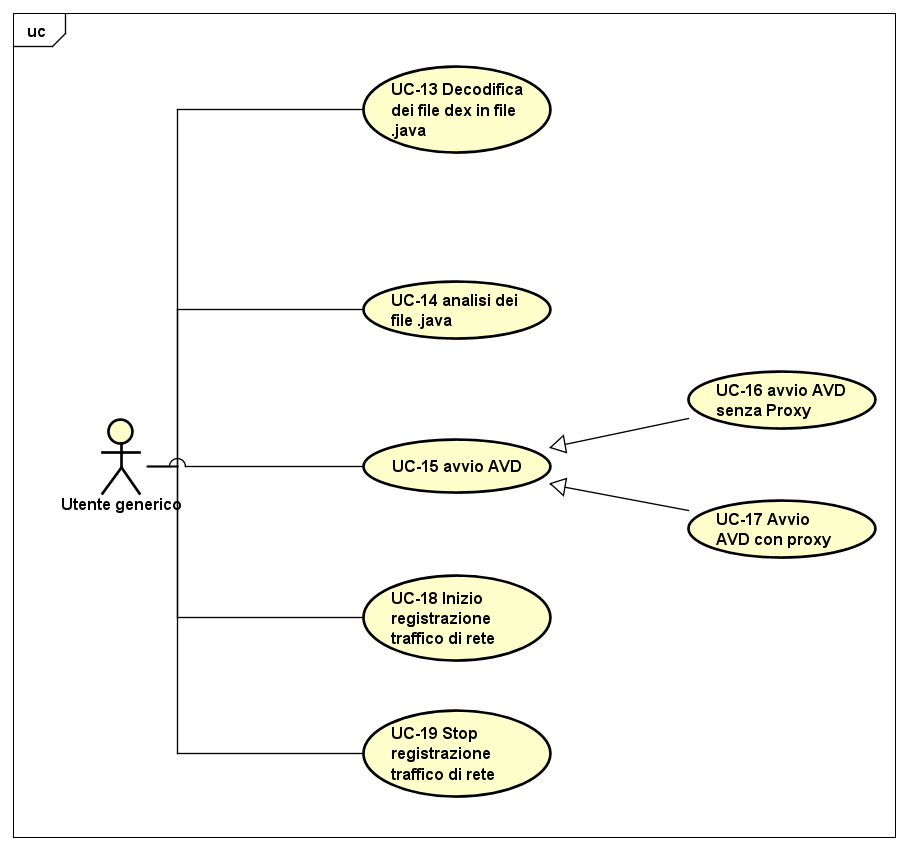 uc
UC-13 Decodifica
dei file dex in file
.java
UC-14 analisi dei
file .java
UC-16 avvio AVD
senza Proxy
UC-15 avvio AVD
Utente generico
UC-17 Avvio
AVD con proxy
UC-18 Inizio
registrazione
traffico di rete
UC-19 Stop
registrazione
traffico di rete